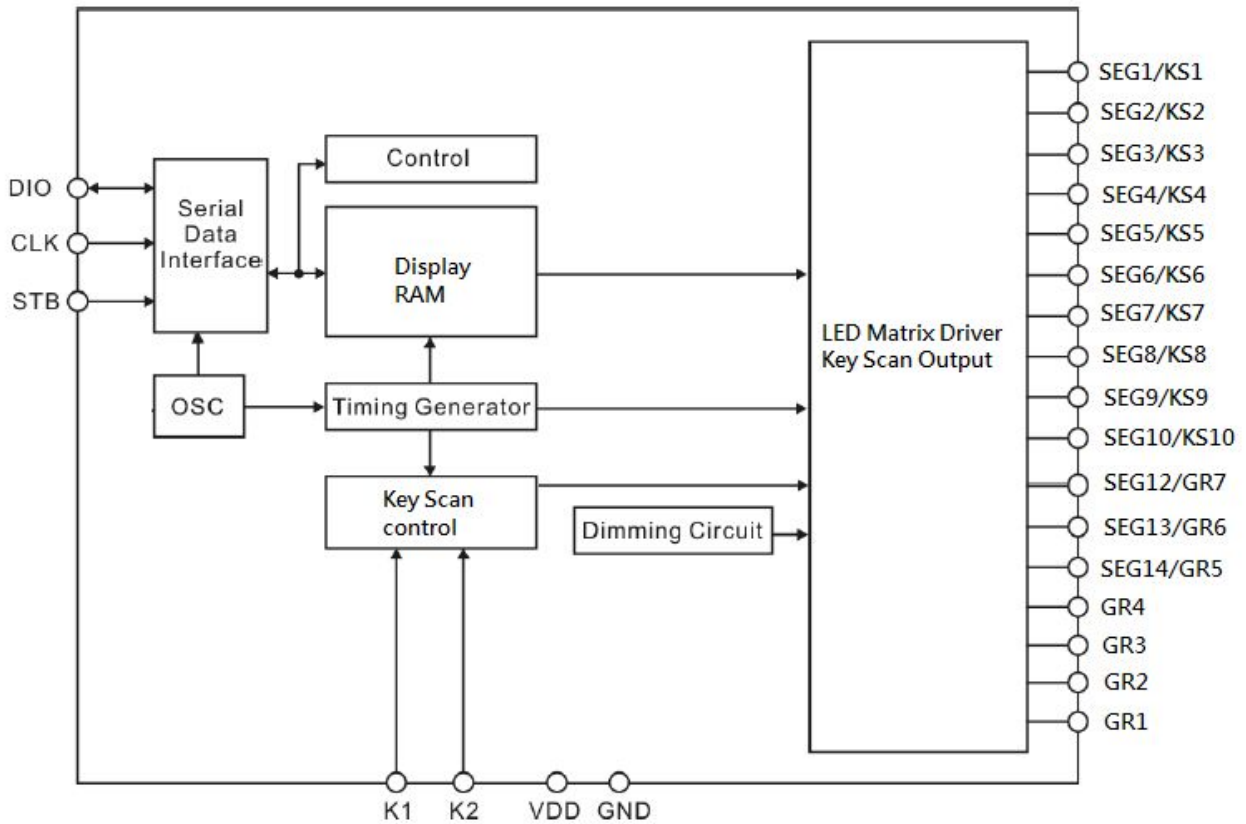 DIO
CLK
STB
Serial
Data
Interface
OSC
Control
Display
RAM
Timing Generator
Key Scan
control
Dimming Circuit
LED Matrix Driver
Key Scan Output
SEG1/KS1
SEG2/KS2
SEG3/KS3
SEG4/KS4
SEG5/KS5
SEG6/KS6
SEG7/KS7
SEG8/KS8
SEG9/KS9
SEG10/KS10
SEG12/GR7
SEG13/GR6
SEG14/GR5
GR4
GR3
GR2
GR1
K1
K2
VDD
GND